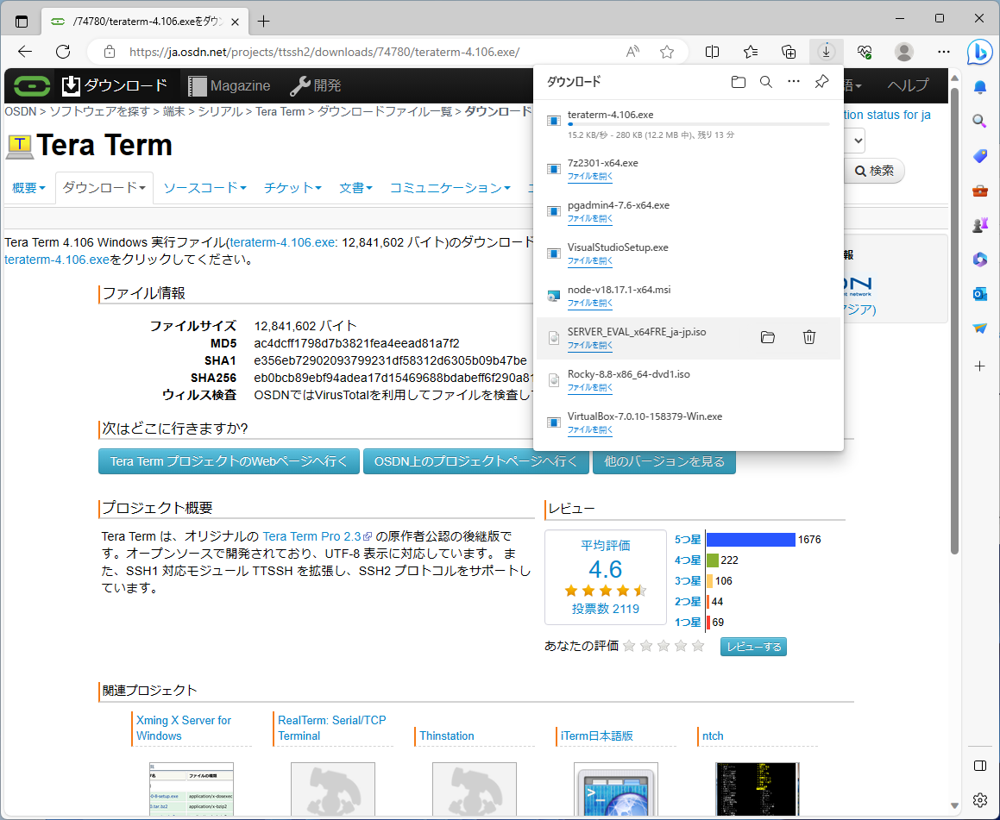 /74780/teraterm-4.106.exeをダウ
https://ja.osdn.net/projects/ttssh2/downloads/74780/teraterm-4.106.exe/
ダウンロード
Magazine
開発
語
ヘルプ
OSDN > ソフトウェアを探す > 端末 > シリアル > Tera Term > ダウンロードファイル一覧 > ダウンロード
tion status for ja
T
Tera Term
検索
概要
ダウンロード
ソースコード
チケット
文書
コミュニケーション
Tera Term 4.106 Windows 実行ファイル(teraterm-4.106.exe: 12,841,602 バイト)のダウンロード
teraterm-4.106.exeをクリックしてください。
ダウンロード
teraterm-4.106.exe
15.2 KB/秒 - 280 KB (12.2 MB 中)、残り 13 分
7z2301-x64.exe
ファイルを開く
pgadmin4-7.6-x64.exe
ファイルを開く
VisualStudioSetup.exe
ファイルを開く
node-v18.17.1-x64.msi
ファイルを開く
SERVER_EVAL_x64FRE_ja-jp.iso
ファイルを開く
Rocky-8.8-x86_64-dvd1.iso
ファイルを開く
VirtualBox-7.0.10-158379-Win.exe
ファイルを開く
報
DN
nt network
アジア)
ファイル情報
ファイルサイズ 12,841,602 バイト
MD5 ac4dcff1798d7b3821fea4eead81a7f2
SHA1 e356eb72902093799231df58312d6305b09b47be
SHA256 eb0bcb89ebf94adea17d15469688bdabeff6f290a81
ウィルス検査 OSDNではVirusTotalを利用してファイルを検査し
次はどこに行きますか?
Tera Term プロジェクトのWebページへ行く
OSDN上のプロジェクトページへ行く
他のバージョンを見る
プロジェクト概要
Tera Term は、オリジナルの Tera Term Pro 2.3 の原作者公認の後継版で
す。オープンソースで開発されており、UTF-8 表示に対応しています。 ま
た、SSH1 対応モジュール TTSSH を拡張し、SSH2 プロトコルをサポートし
ています。
レビュー
平均評価
4.6
投票数 2119
5つ星 1676
4つ星 222
3つ星 106
2つ星 44
1つ星 69
あなたの評価
レビューする
関連プロジェクト
Xming X Server for
Windows
RealTerm: Serial/TCP
Terminal
Thinstation
iTerm日本語版
ntch
ファイルの種類
0-8-setup.exe application/x-dosexec
0.tar.bz2 application/x-bzip2